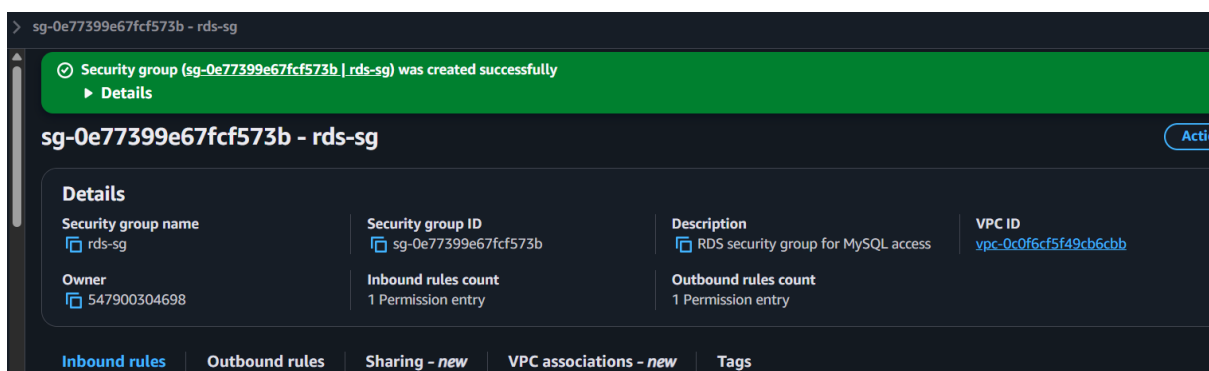 sg-0e77399e67fcf573b - rds-sg
Security group (sg-0e77399e67fcf573b | rds-sg) was created successfully
Details
sg-0e77399e67fcf573b - rds-sg
Acti
Details
Security group name
rds-sg
Security group ID
sg-0e77399e67fcf573b
Description
RDS security group for MySQL access
VPC ID
vpc-0c0f6cf5f49cb6cbb
Owner
547900304698
Inbound rules count
1 Permission entry
Outbound rules count
1 Permission entry
Inbound rules
Outbound rules
Sharing - new
VPC associations - new
Tags